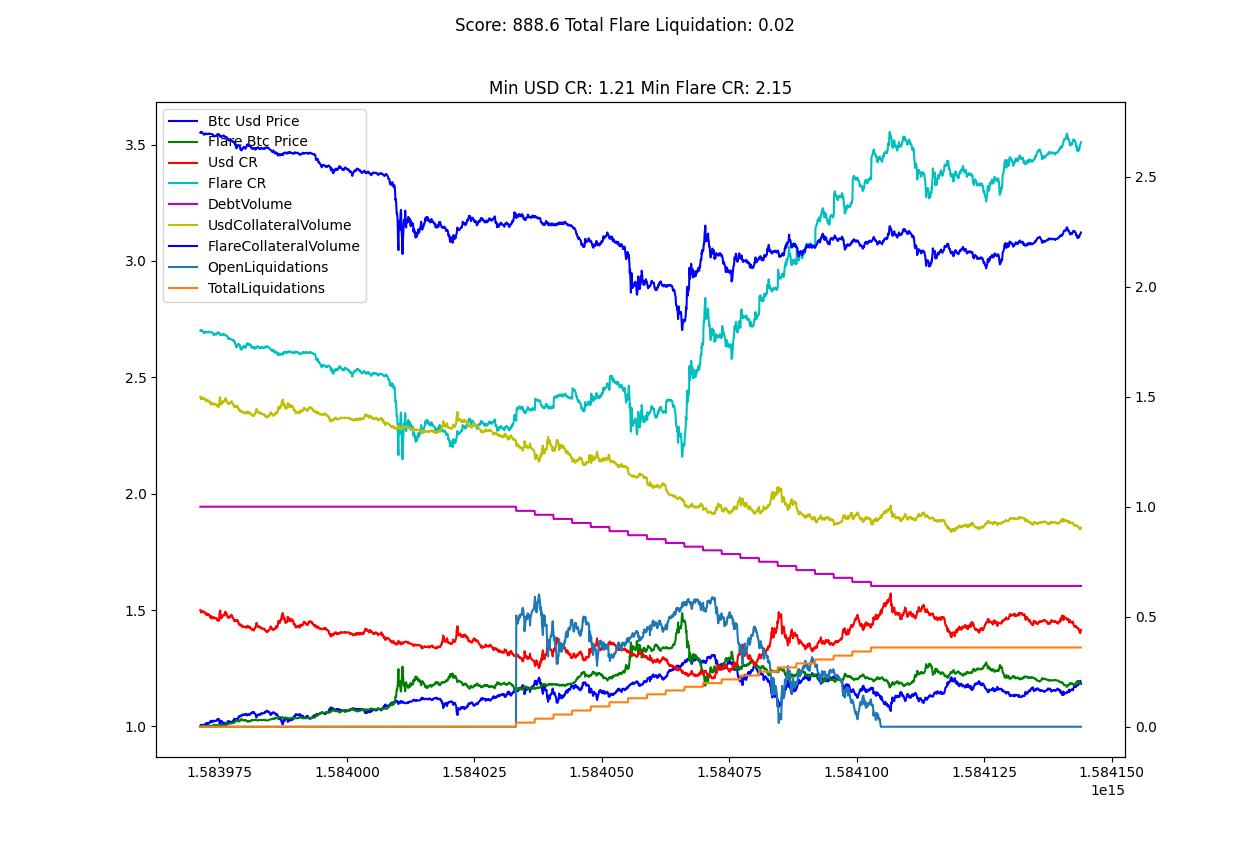 Score: 888.6 Total Flare Liquidation: 0.02
Min USD CR: 1.21 Min Flare CR: 2.15
Btc Usd Price
Flare Btc Price
Usd CR
Flare CR
DebtVolume
UsdCollateralVolume
FlareCollateralVolume
OpenLiquidations
TotalLiquidations
3.5
3.0
2.5
2.0
1.5
1.0
2.5
2.0
1.5
1.0
0.5
0.0
1.583975
1.584000
1.584025
1.584050
1.584075
1.584100
1.584125
1.584150
1e15